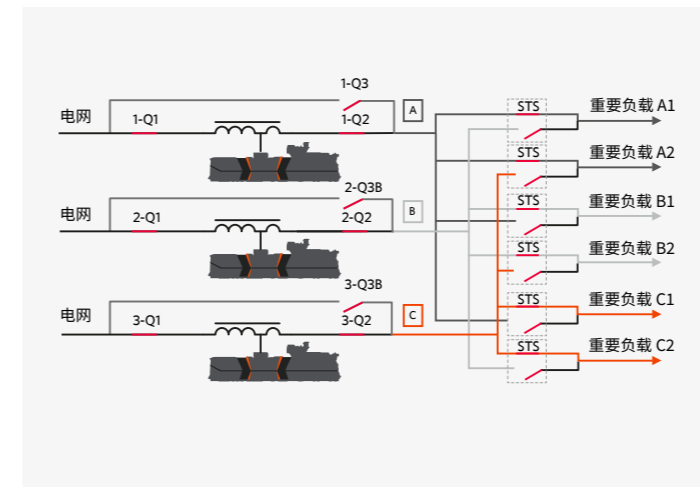 1-Q3
A
STS
重要负载 A1
电网
1-Q1
1-Q2
STS
重要负载 A2
2-Q3B
电网
2-Q1
2-Q2
B
STS
重要负载 B1
STS
重要负载 B2
3-Q3B
电网
3-Q1
3-Q2
C
STS
重要负载 C1
STS
重要负载 C2